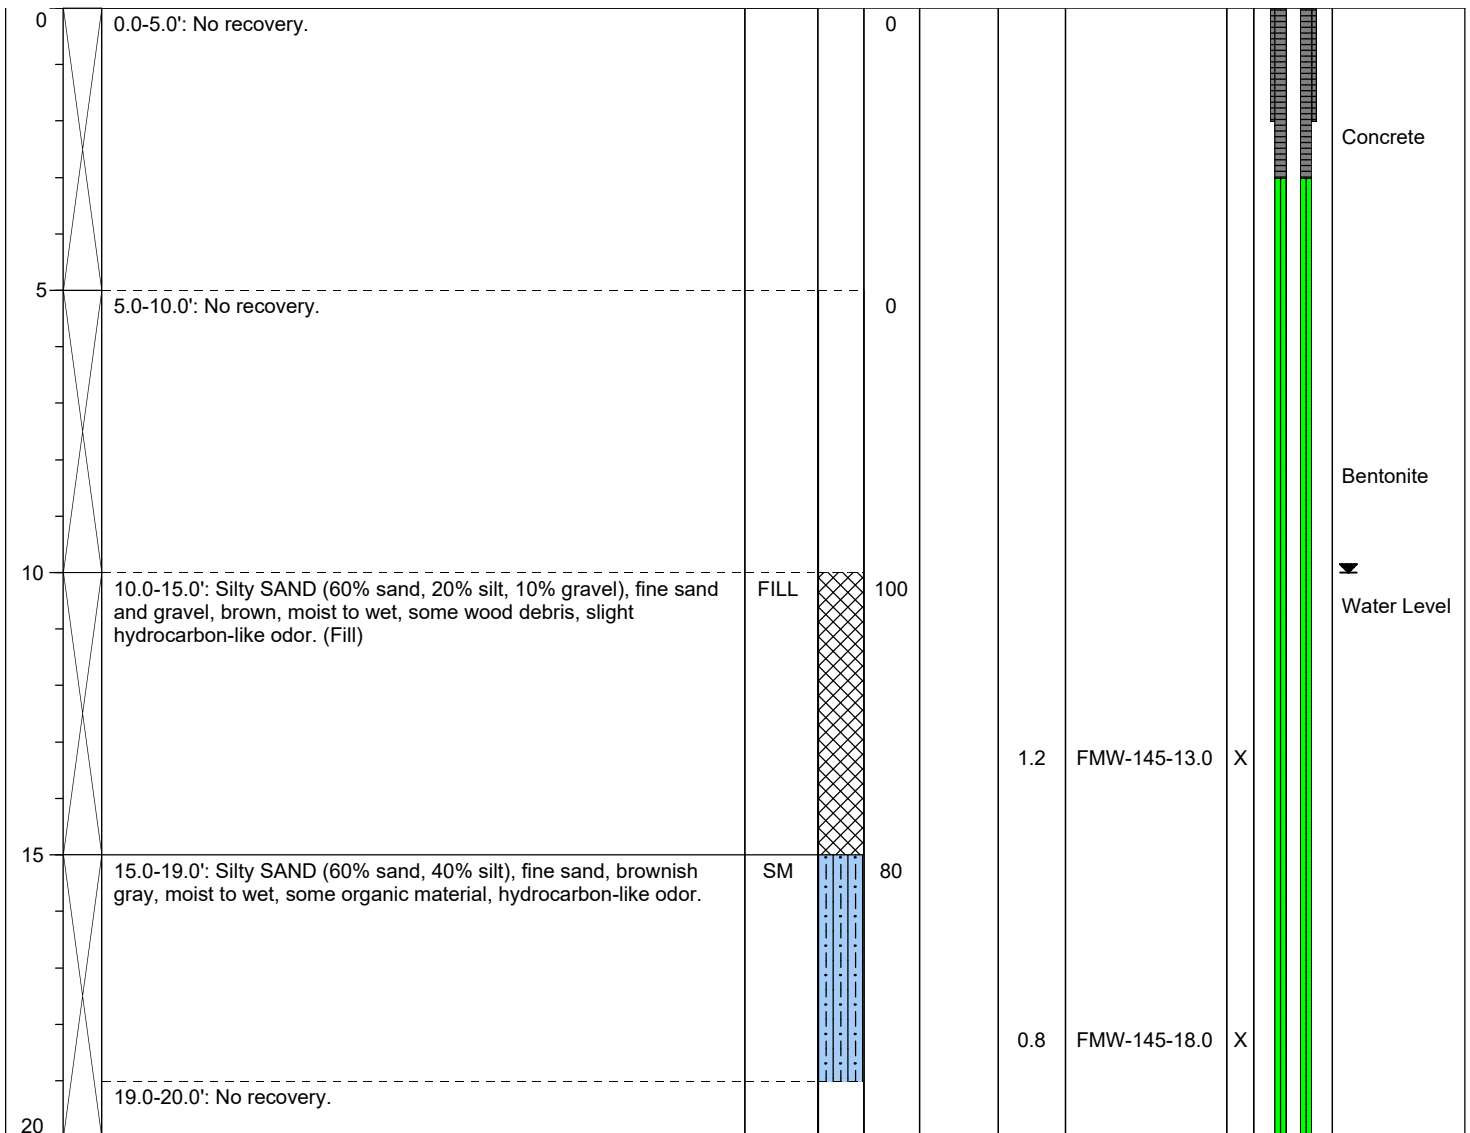 0
0.0-5.0': No recovery.
0
Concrete
5
5.0-10.0': No recovery.
0
Bentonite
10
10.0-15.0': Silty SAND (60% sand, 20% silt, 10% gravel), fine sand
and gravel, brown, moist to wet, some wood debris, slight
hydrocarbon-like odor. (Fill)
FILL
100
Water Level
1.2
FMW-145-13.0
X
15
15.0-19.0': Silty SAND (60% sand, 40% silt), fine sand, brownish
gray, moist to wet, some organic material, hydrocarbon-like odor.
SM
80
0.8
FMW-145-18.0
X
19.0-20.0': No recovery.
20